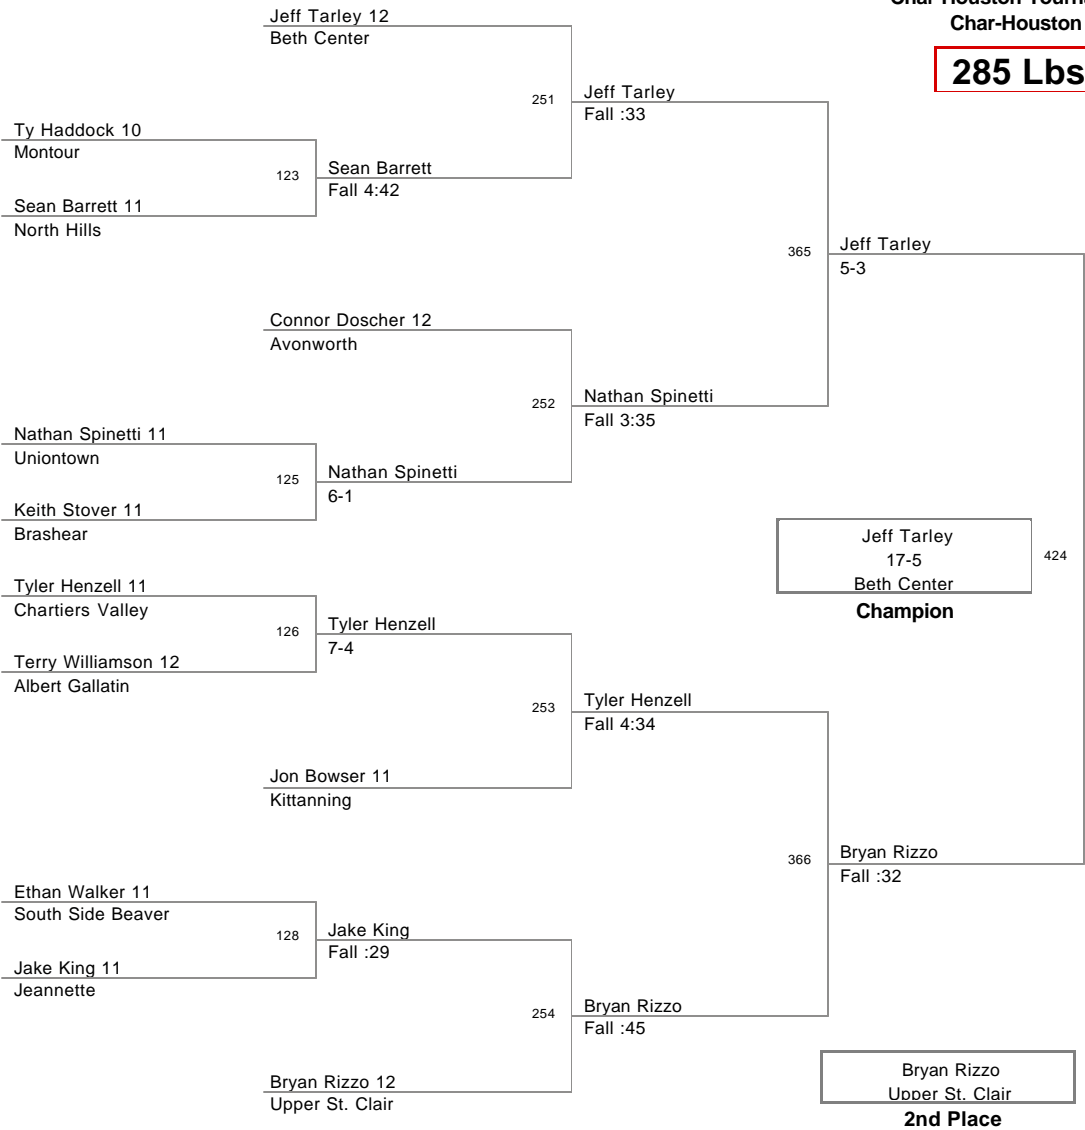 Char-Houston
285 Lbs
Jeff Tarley 12
Beth Center
251
Jeff Tarley
Fall :33
Ty Haddock 10
Montour
123
Sean Barrett
Fall 4:42
Sean Barrett 11
North Hills
365
Jeff Tarley
5-3
Connor Doscher 12
Avonworth
252
Nathan Spinetti
Fall 3:35
Nathan Spinetti 11
Uniontown
125
Nathan Spinetti
6-1
Keith Stover 11
Brashear
Jeff Tarley
17-5
Beth Center
424
Champion
Tyler Henzell 11
Chartiers Valley
126
Tyler Henzell
7-4
Terry Williamson 12
Albert Gallatin
253
Tyler Henzell
Fall 4:34
Jon Bowser 11
Kittanning
366
Bryan Rizzo
Fall :32
Ethan Walker 11
South Side Beaver
128
Jake King
Fall :29
Jake King 11
Jeannette
254
Bryan Rizzo
Fall :45
Bryan Rizzo 12
Upper St. Clair
Bryan Rizzo
Upper St. Clair
2nd Place